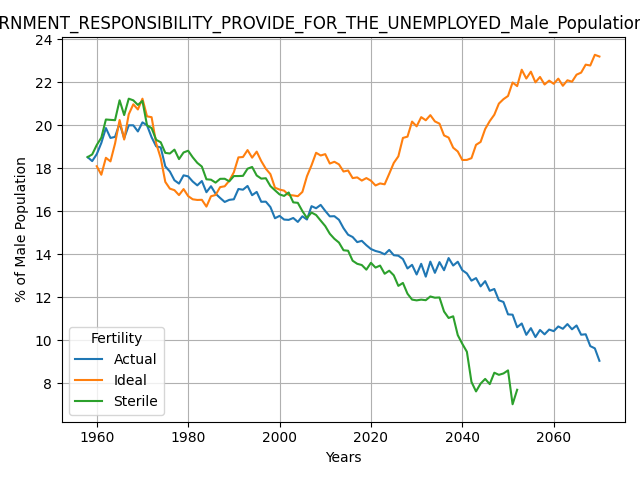 RNMENT_RESPONSIBILITY_PROVIDE_FOR_THE_UNEMPLOYED_Male_Population
24
22
20
18
16
14
12
10
8
% of Male Population
Fertility
Actual
Ideal
Sterile
1960 1980 2000 2020 2040 2060
Years